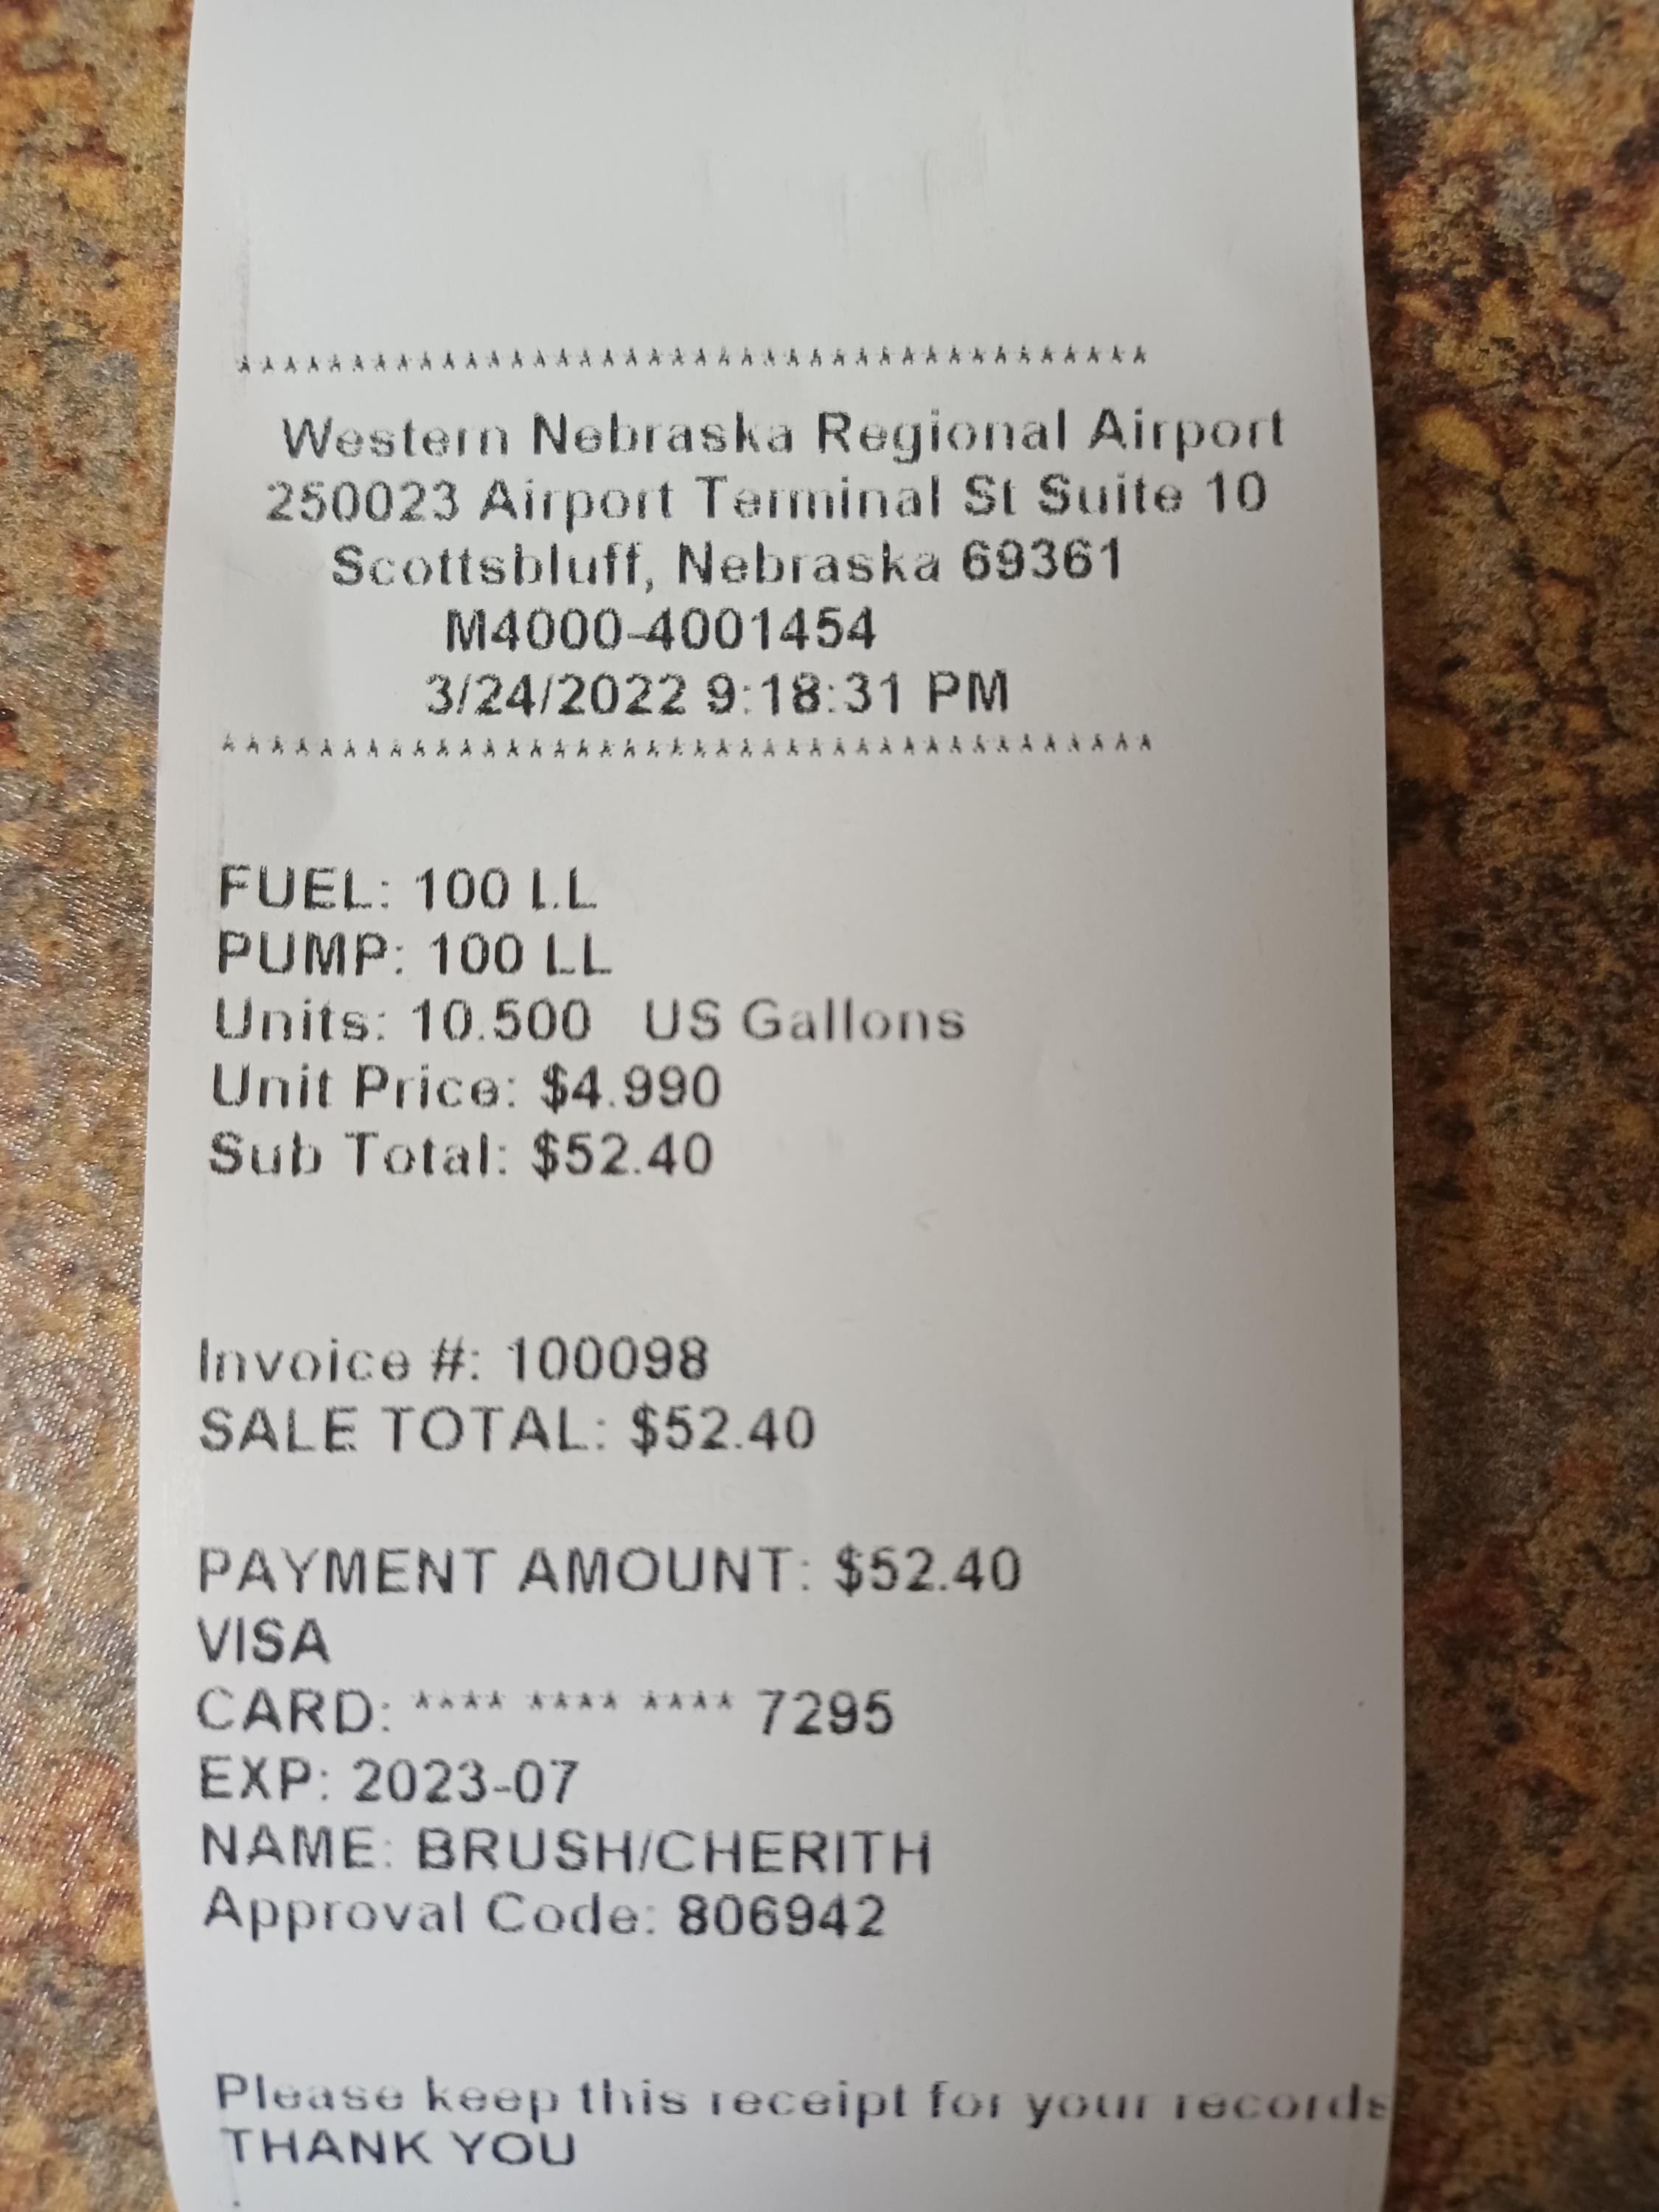 ****************************************
Western Nebraska Regional Airport
250023 Airport Terminal St Suite 10
Scottsbluff, Nebraska 69361
M4000-4001454
3/24/2022 9:18:31 PM
****************************************
FUEL: 100 LL
PUMP: 100 LL
Units: 10.500 US Gallons
Unit Price: $4.990
Sub Total: $52.40
Invoice #: 100098
SALE TOTAL: $52.40
PAYMENT AMOUNT: $52.40
VISA
CARD: **** **** **** 7295
EXP: 2023-07
NAME: BRUSH/CHERITH
Approval Code: 806942
Please keep this receipt for your records
THANK YOU